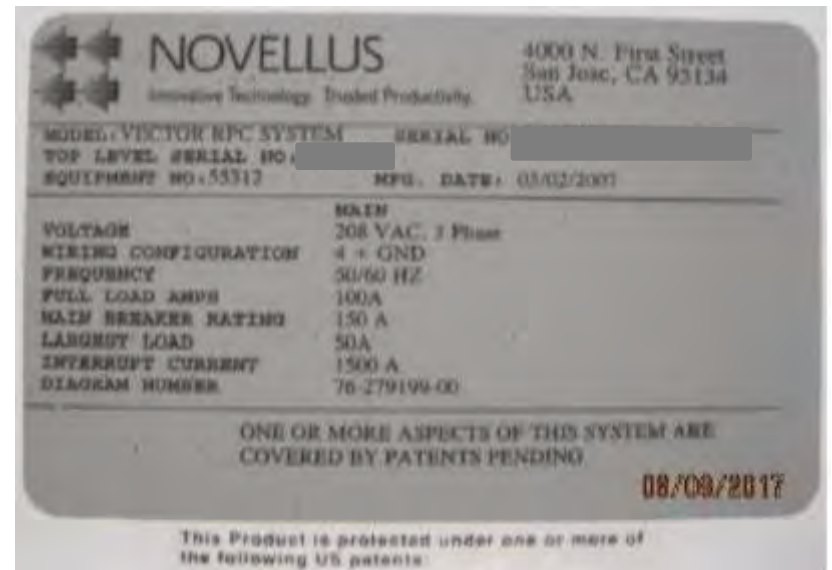 NOVELLUS
Innovative Technology. Trusted Productivity.
4000 N. First Street
San Jose, CA 95134
USA
MODEL: VECTOR RPC SYSTEM SERIAL NO
TOP LEVEL SERIAL NO:
EQUIPMENT NO: 55312 MFG. DATE: 03/02/2007
MAIN
VOLTAGE 208 VAC, 3 Phase
WIRING CONFIGURATION 4 + GND
FREQUENCY 50/60 HZ
FULL LOAD AMPS 100A
MAIN BREAKER RATING 150 A
LARGEST LOAD 50A
INTERRUPT CURRENT 1500 A
DIAGRAM NUMBER 76-279199-00
ONE OR MORE ASPECTS OF THIS SYSTEM ARE
COVERED BY PATENTS PENDING
08/09/2017
This Product is protected under one or more of
the following US patents: